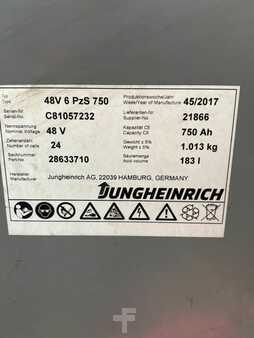 Typ
Type
48V 6 PzS 750
Produktionswoche/Jahr
Week/Year of Manufacture
45/2017
Serien-Nr.
Serial-No.
C81057232
Lieferanten-Nr.
Supplier-No.
21866
Nennspannung
Nominal Voltage
48 V
Kapazität C5
Capacity C5
750 Ah
Zellenanzahl
Number of cells
24
Gewicht ± 5%
Weight ± 5%
1.013 kg
Sachnummer
Part-No.
28633710
Säuremenge
Acid volume
183 l
Hersteller
Manufacturer
Jungheinrich AG, 22039 HAMBURG, GERMANY
JUNGHEINRICH